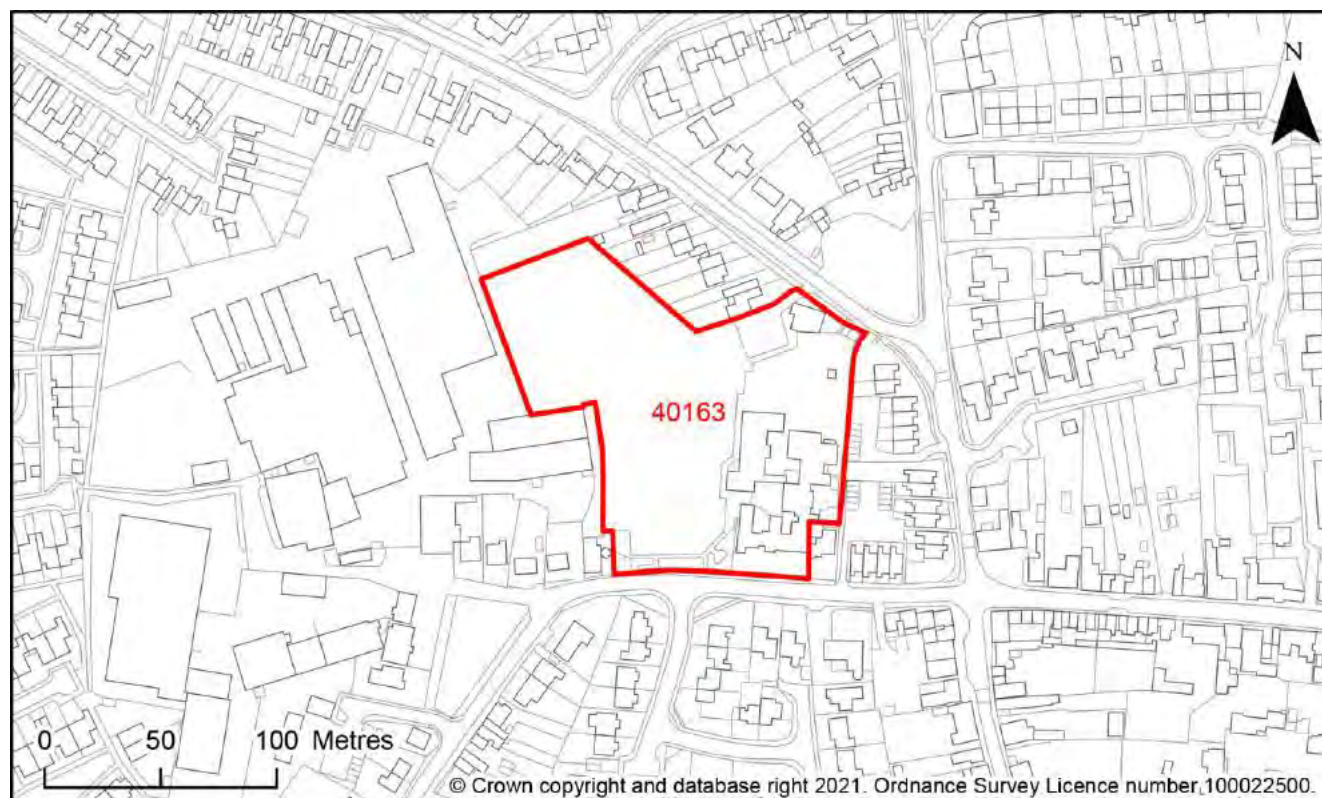 N
40163
0 50 100 Metres
© Crown copyright and database right 2021. Ordnance Survey Licence number 100022500.